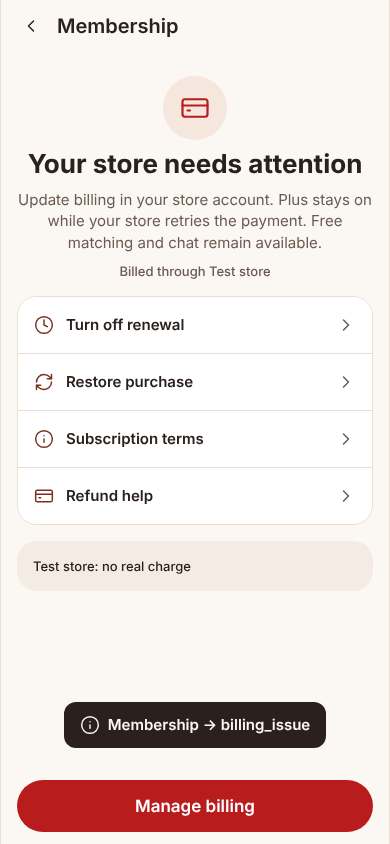 Membership
Your store needs attention
Update billing in your store account. Plus stays on
while your store retries the payment. Free
matching and chat remain available.
Billed through Test store
Turn off renewal
Restore purchase
Subscription terms
Refund help
Test store: no real charge
Membership → billing_issue
Manage billing